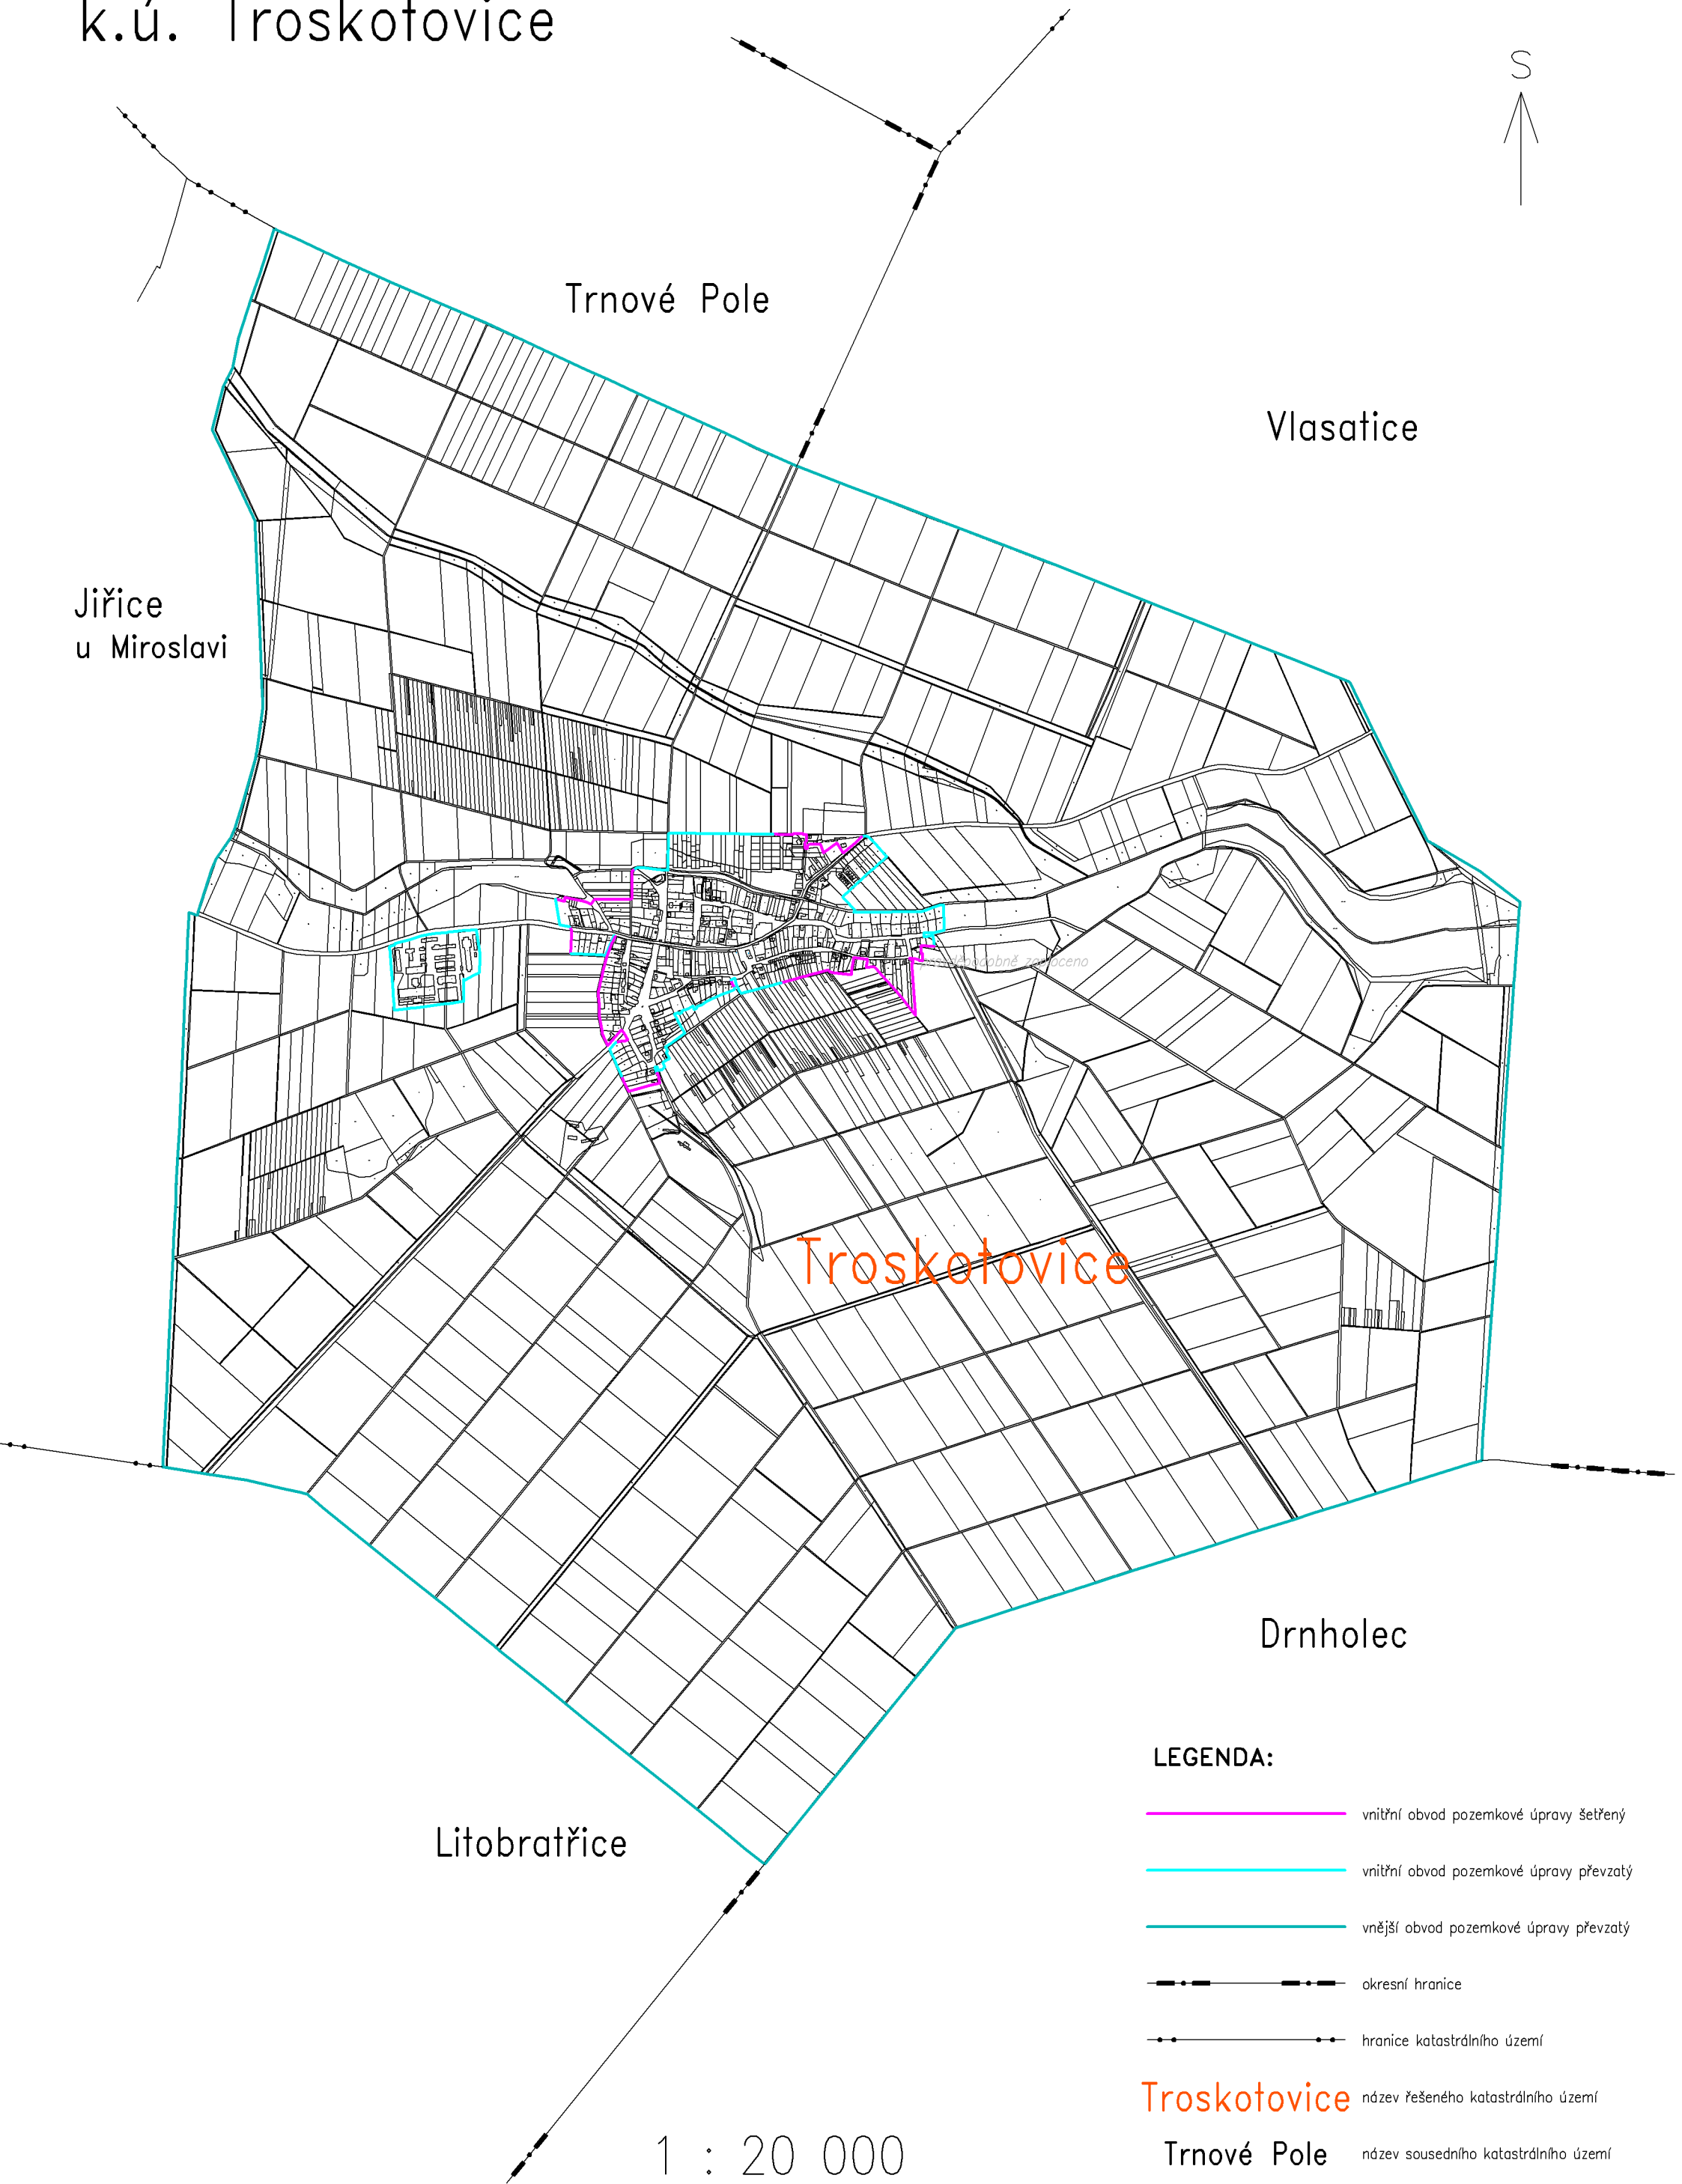 k.ú. Troskotovice
S
Trnové Pole
Vlasatice
Jiřice
u Miroslavi
Troskotovice
Drnholec
Litobratřice
LEGENDA:
vnitřní obvod pozemkové úpravy šetřený
vnitřní obvod pozemkové úpravy převzatý
vnější obvod pozemkové úpravy převzatý
okresní hranice
hranice katastrálního území
Troskotovice název řešeného katastrálního území
Trnové Pole název sousedního katastrálního území
1 : 20 000